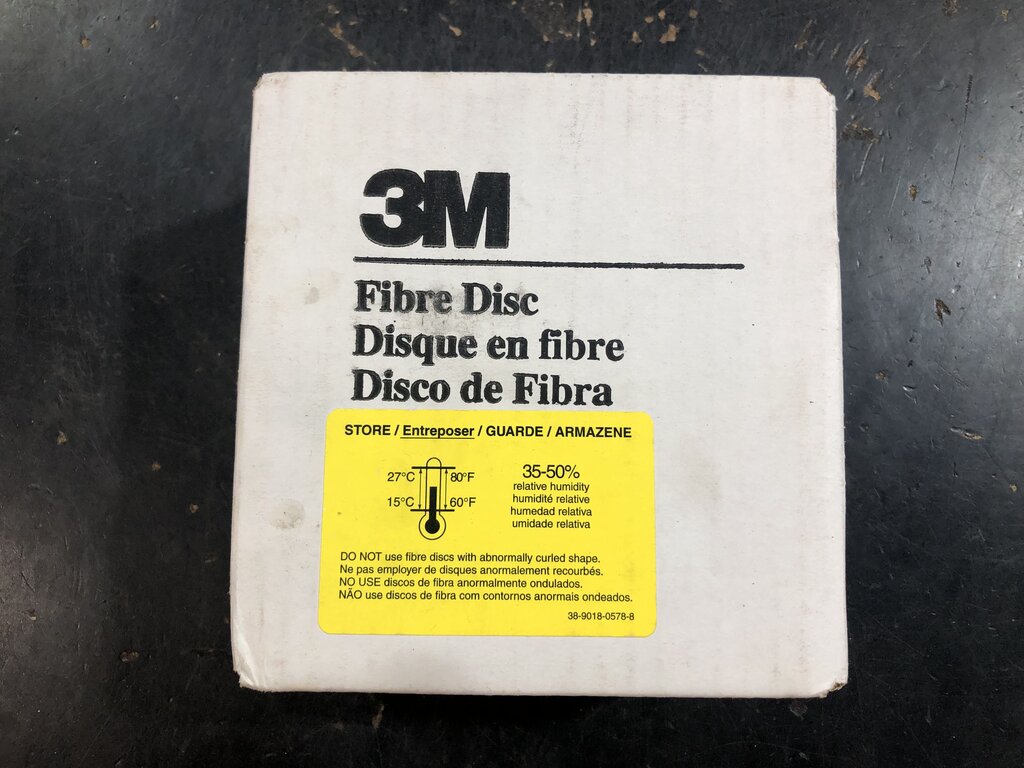 3M
Fibre Disc
Disque en fibre
Disco de Fibra
STORE / Entreposer / GUARDE / ARMAZENE
27°C 80°F
15°C 60°F
35-50%
relative humidity
humidité relative
humedad relativa
umidade relativa
DO NOT use fibre discs with abnormally curled shape.
Ne pas employer de disques anormalement recourbés.
NO USE discos de fibra anormalmente ondulados.
NÃO use discos de fibra com contornos anormais ondeados.
38-9018-0578-8